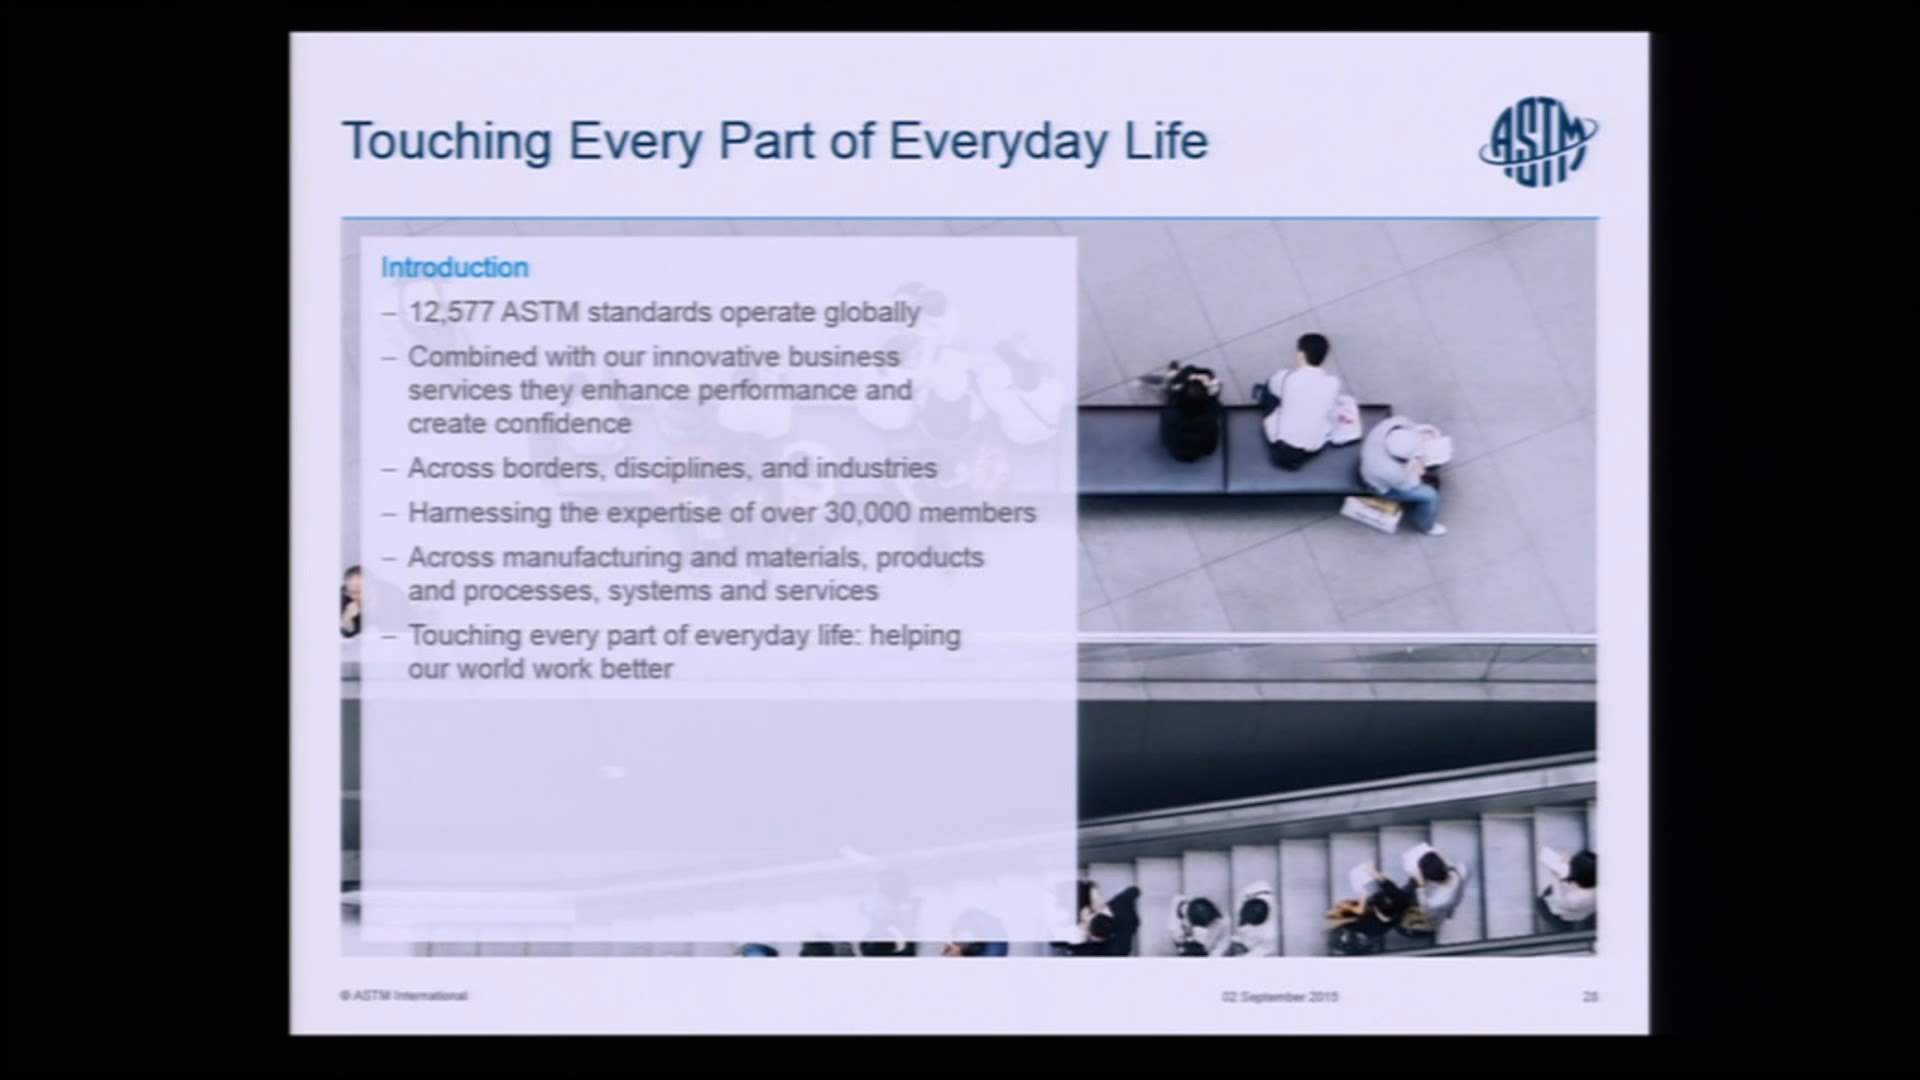 Touching Every Part of Everyday Life
ASTM
Introduction
– 12,577 ASTM standards operate globally
– Combined with our innovative business
services they enhance performance and
create confidence
– Across borders, disciplines, and industries
– Harnessing the expertise of over 30,000 members
– Across manufacturing and materials, products
and processes, systems and services
– Touching every part of everyday life: helping
our world work better
© ASTM International
02 September 2015